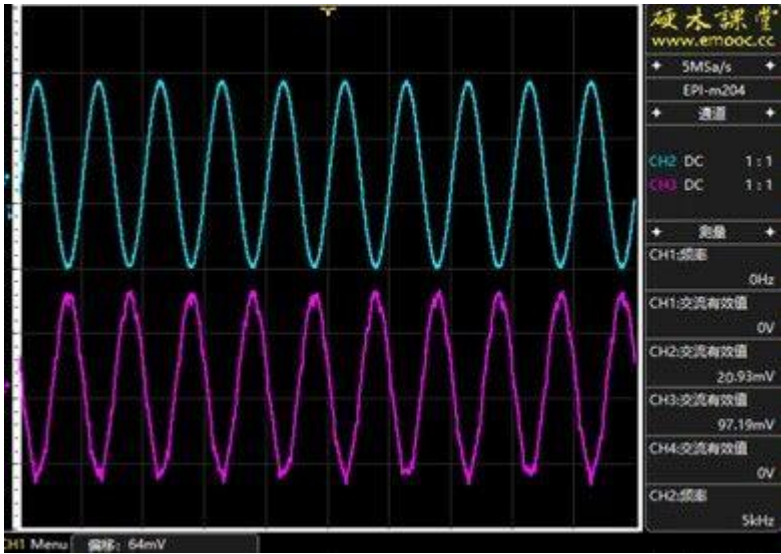 硬木課堂
www.emooc.cc
5MSa/s
EPI-m204
通道
CH2 DC 1:1
CH3 DC 1:1
测量
CH1:频率
0Hz
CH1:交流有效值
0V
CH2:交流有效值
20.93mV
CH3:交流有效值
97.19mV
CH4:交流有效值
0V
CH2:频率
5kHz
CH1 Menu 偏移: 64mV